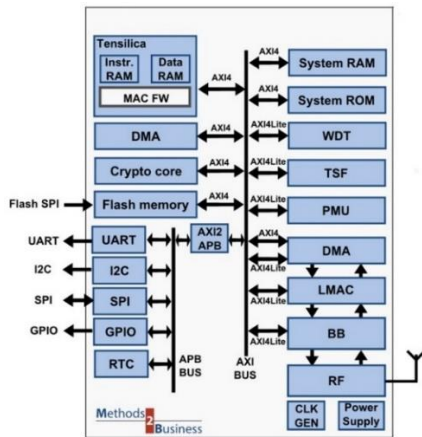 Tensilica
Instr. RAM
Data RAM
MAC FW
AXI4
DMA
AXI4
Crypto core
AXI4
Flash SPI
Flash memory
AXI4
UART
UART
I2C
I2C
SPI
SPI
GPIO
GPIO
RTC
AXI2 APB
APB BUS
AXI BUS
AXI4
System RAM
AXI4
System ROM
AXI4Lite
WDT
AXI4Lite
TSF
AXI4Lite
PMU
AXI4
DMA
AXI4Lite
LMAC
AXI4Lite
BB
AXI4Lite
RF
CLK GEN
Power Supply
Methods 2 Business